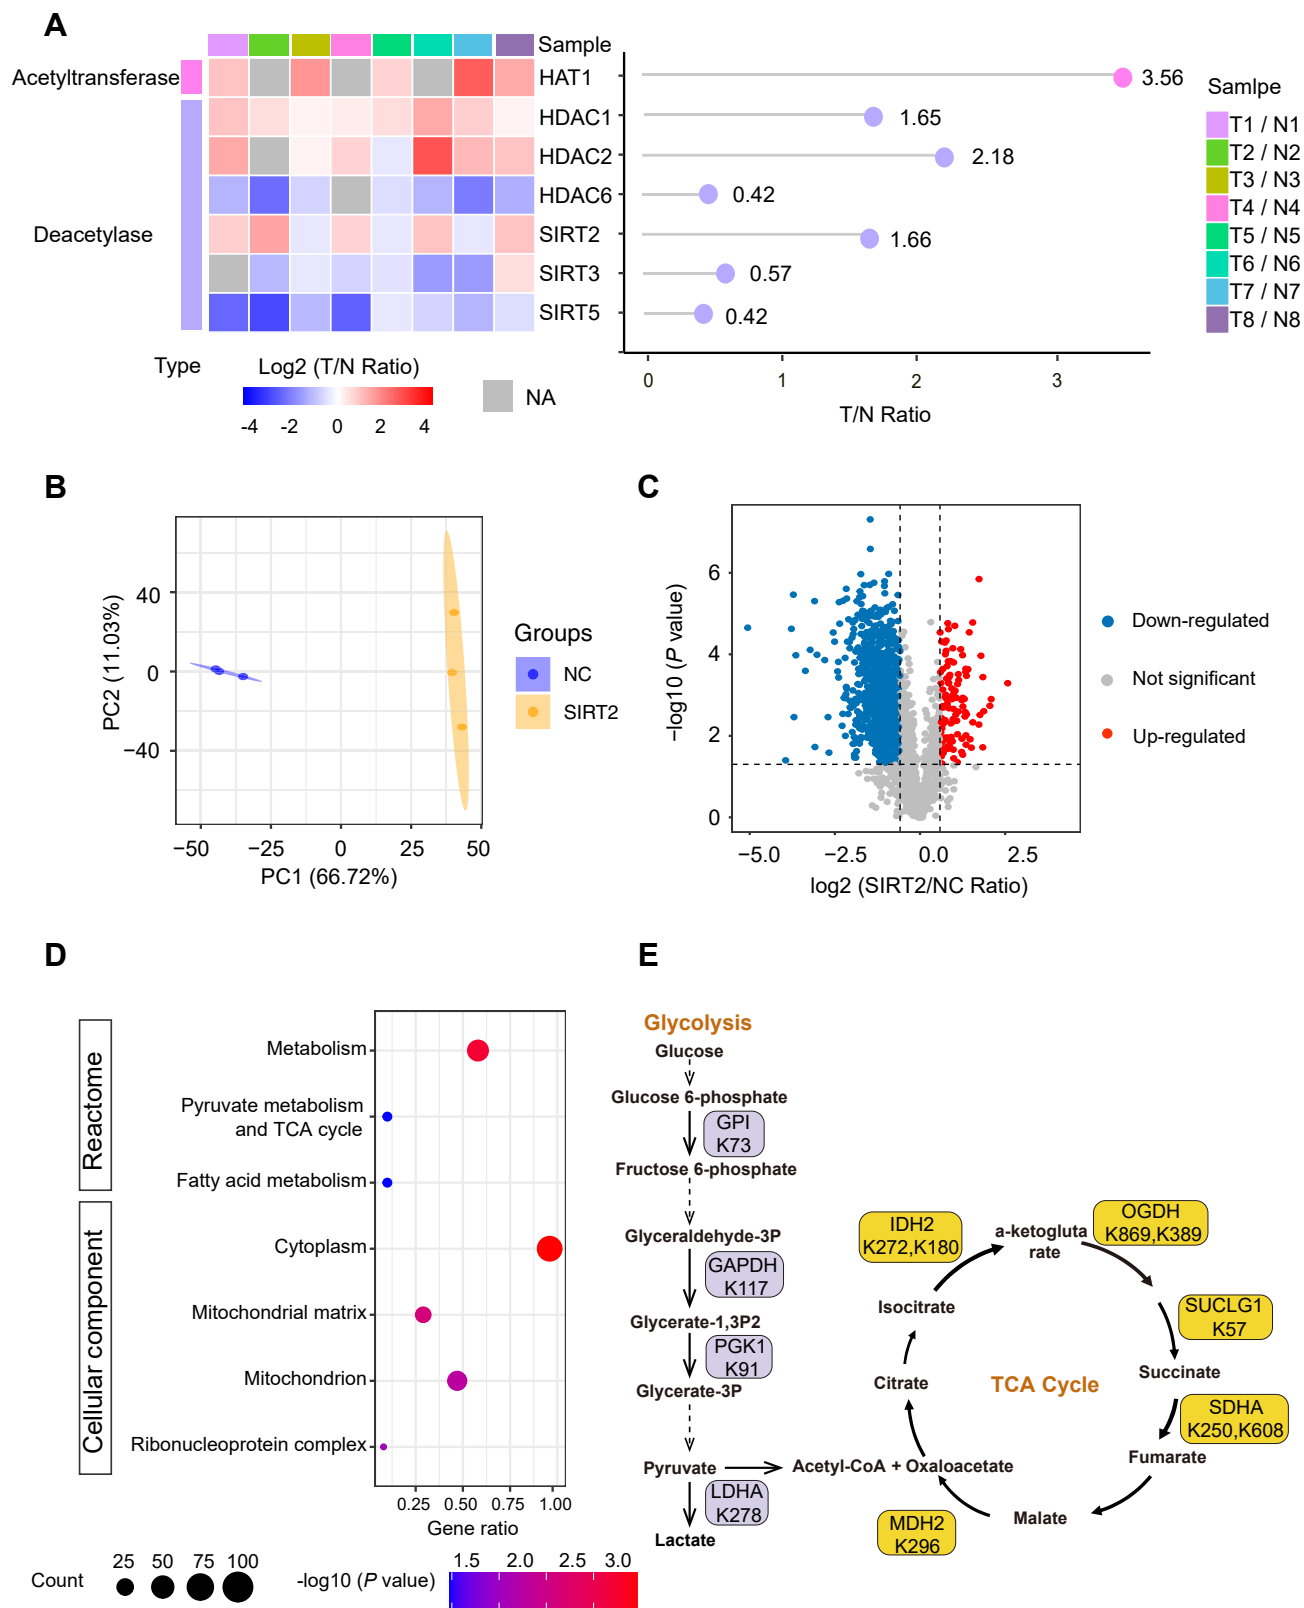 A
Sample
Acetyltransferase
HAT1
HDAC1
HDAC2
HDAC6
Deacetylase
SIRT2
SIRT3
SIRT5
3.56
1.65
2.18
0.42
1.66
0.57
0.42
0 1 2 3
T/N Ratio
Samlpe
T1 / N1
T2 / N2
T3 / N3
T4 / N4
T5 / N5
T6 / N6
T7 / N7
T8 / N8
Type
Log2 (T/N Ratio)
-4 -2 0 2 4
NA
B
PC2 (11.03%)
40
0
−40
−50 −25 0 25 50
PC1 (66.72%)
Groups
NC
SIRT2
C
−log10 (P value)
6
4
2
0
−5.0 −2.5 0.0 2.5
log2 (SIRT2/NC Ratio)
Down-regulated
Not significant
Up-regulated
D
Reactome
Metabolism
Pyruvate metabolism
and TCA cycle
Fatty acid metabolism
Cellular component
Cytoplasm
Mitochondrial matrix
Mitochondrion
Ribonucleoprotein complex
0.25 0.50 0.75 1.00
Gene ratio
Count
25 50 75 100
-log10 (P value)
1.5 2.0 2.5 3.0
E
Glycolysis
Glucose
Glucose 6-phosphate
GPI
K73
Fructose 6-phosphate
Glyceraldehyde-3P
GAPDH
K117
Glycerate-1,3P2
PGK1
K91
Glycerate-3P
Pyruvate
LDHA
K278
Lactate
Acetyl-CoA + Oxaloacetate
Citrate
Isocitrate
IDH2
K272,K180
a-ketogluta
rate
OGDH
K869,K389
SUCLG1
K57
Succinate
SDHA
K250,K608
Fumarate
Malate
MDH2
K296
TCA Cycle